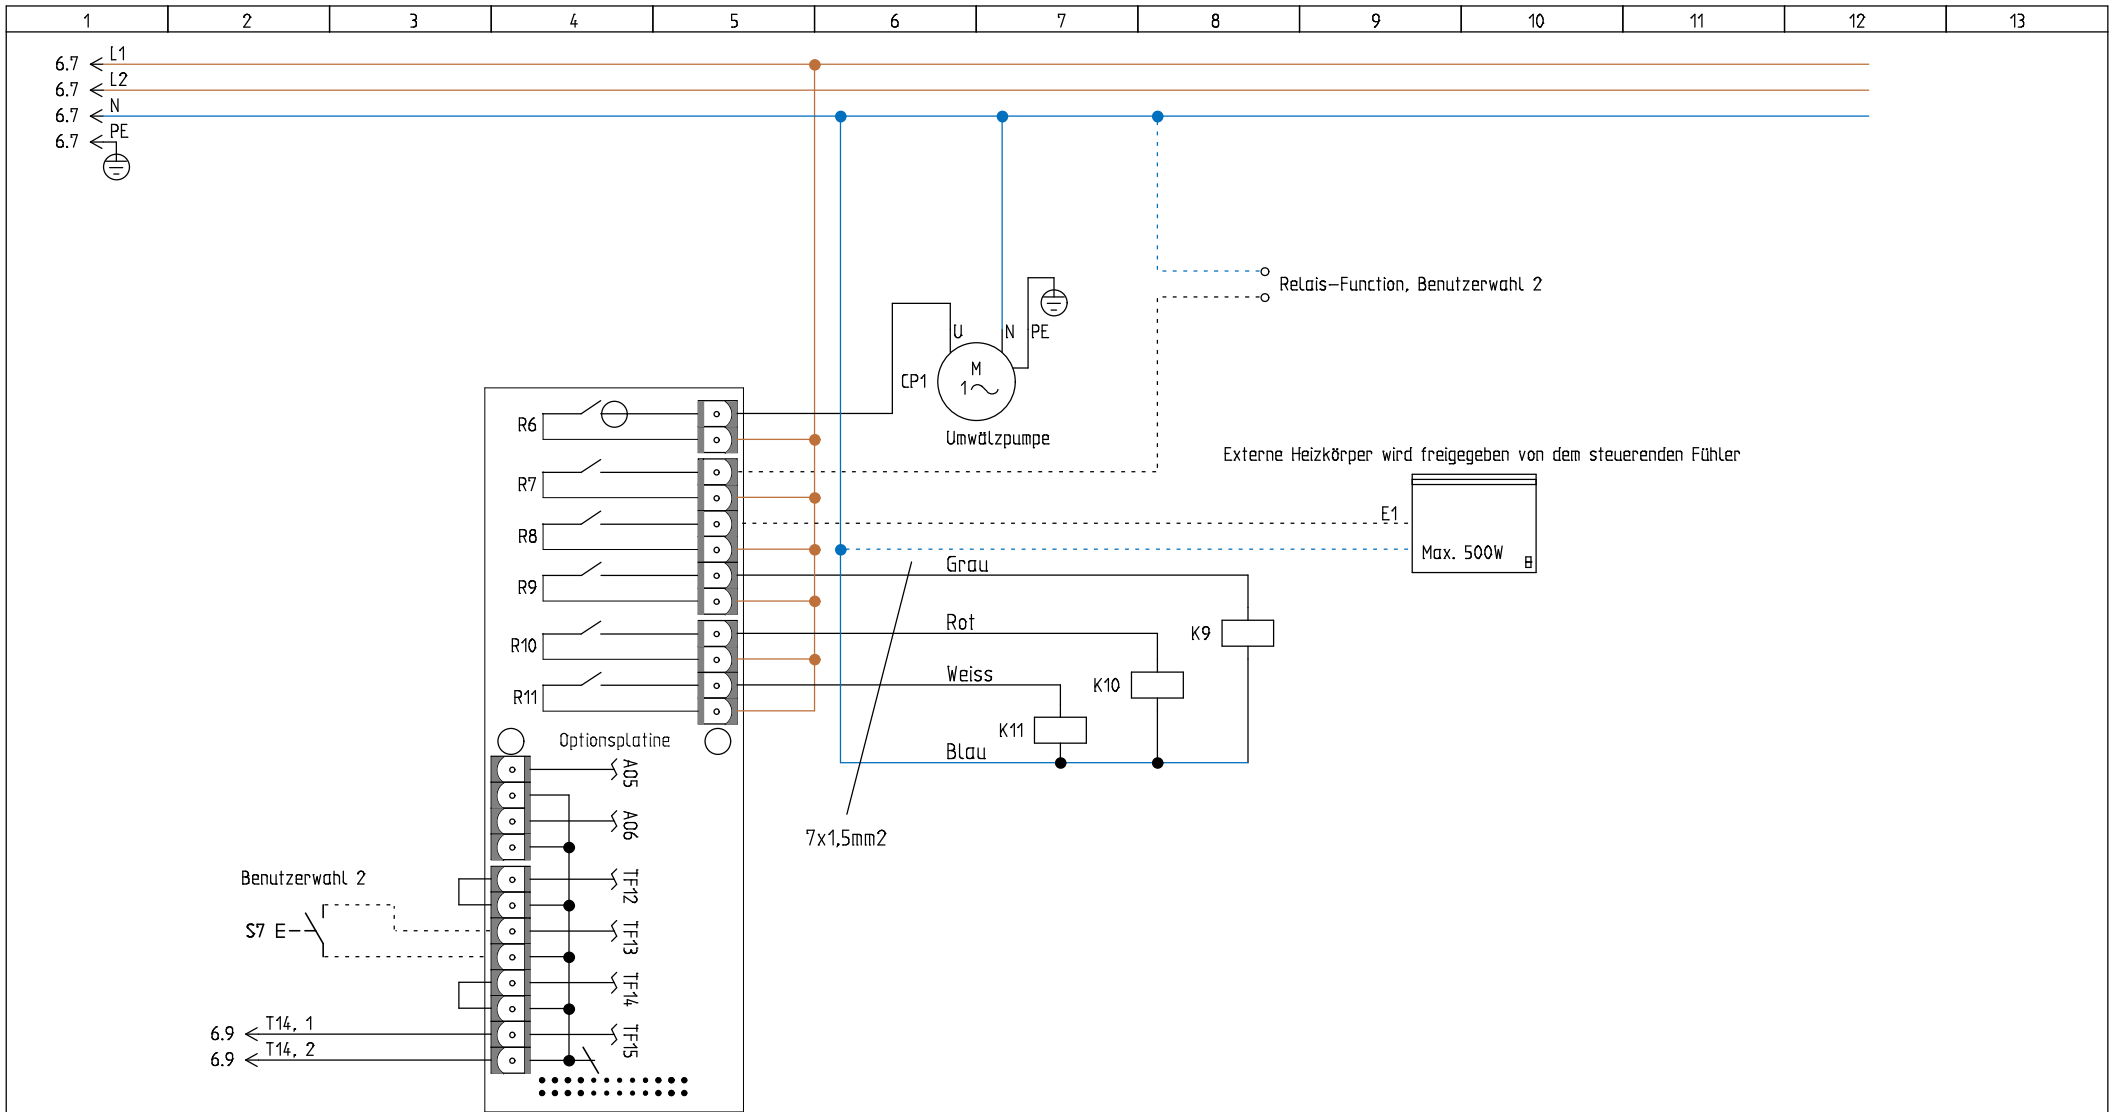 1 2 3 4 5 6 7 8 9 10 11 12 13
6.7 L1
6.7 L2
6.7 N
6.7 PE
Relais-Function, Benutzerwahl 2
U N PE
CP1
M
1~
Umwälzpumpe
R6
R7
R8
R9
R10
R11
Externe Heizkörper wird freigegeben von dem steuerenden Fühler
E1
Max. 500W
Grau
Rot
Weiss
Blau
K9
K10
K11
7x1,5mm2
Optionsplatine
A05
A06
TF12
TF13
TF14
TF15
Benutzerwahl 2
S7
6.9 T14, 1
6.9 T14, 2